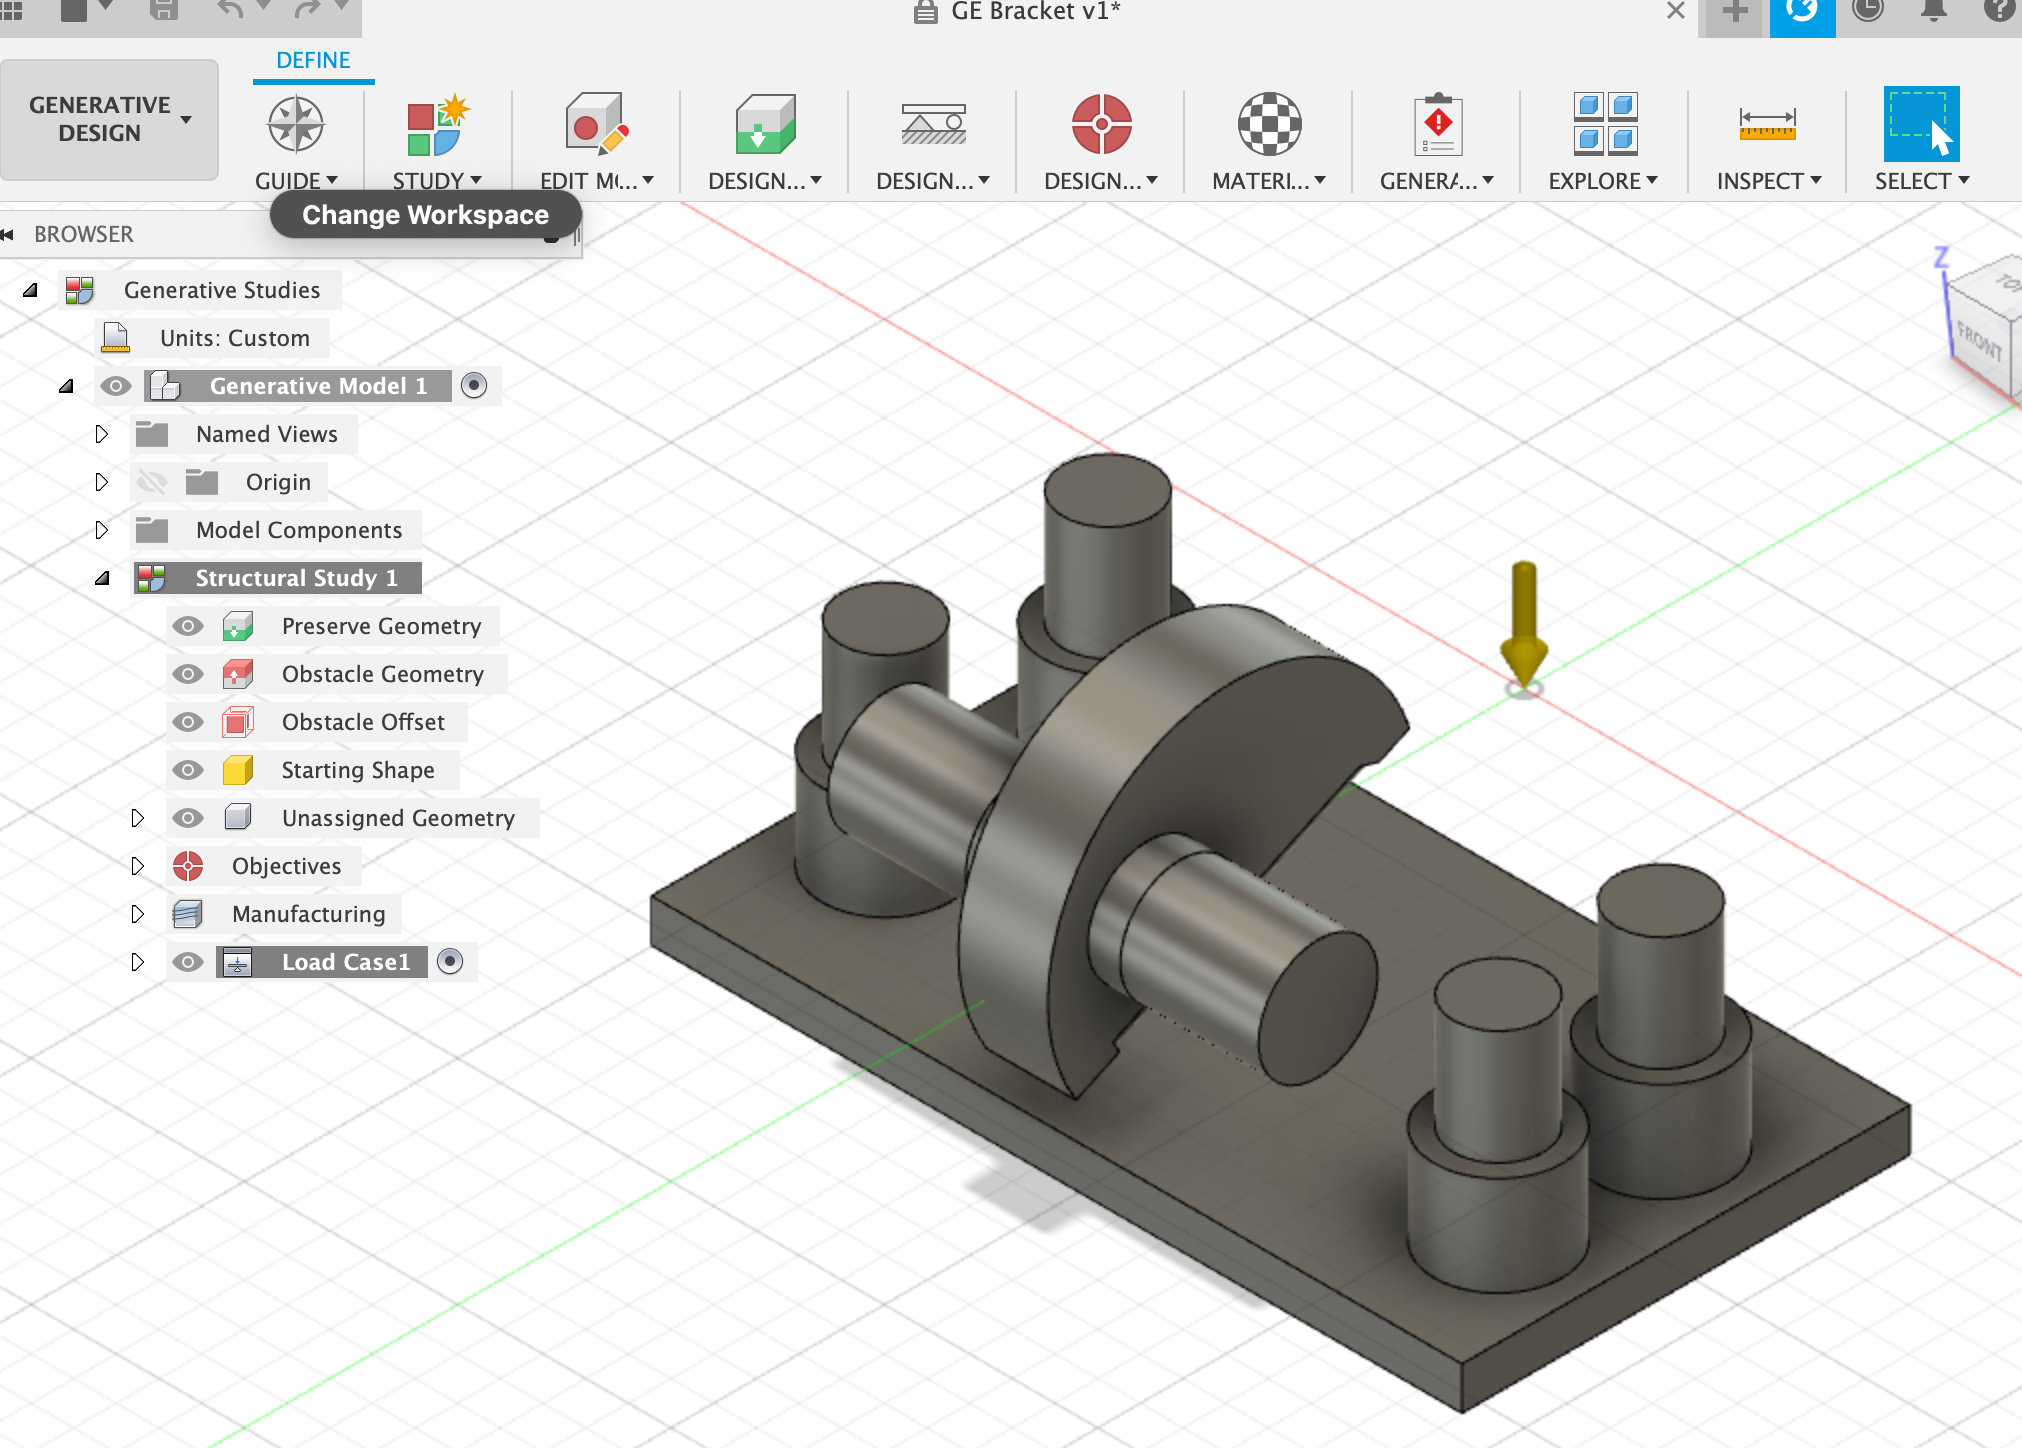 GE Bracket v1*
DEFINE
GENERATIVE
DESIGN
GUIDE
STUDY
EDIT M(...
DESIGN...
DESIGN...
DESIGN...
MATERI...
GENERA...
EXPLORE
INSPECT
SELECT
Change Workspace
BROWSER
Generative Studies
Units: Custom
Generative Model 1
Named Views
Origin
Model Components
Structural Study 1
Preserve Geometry
Obstacle Geometry
Obstacle Offset
Starting Shape
Unassigned Geometry
Objectives
Manufacturing
Load Case1
Z
FRONT